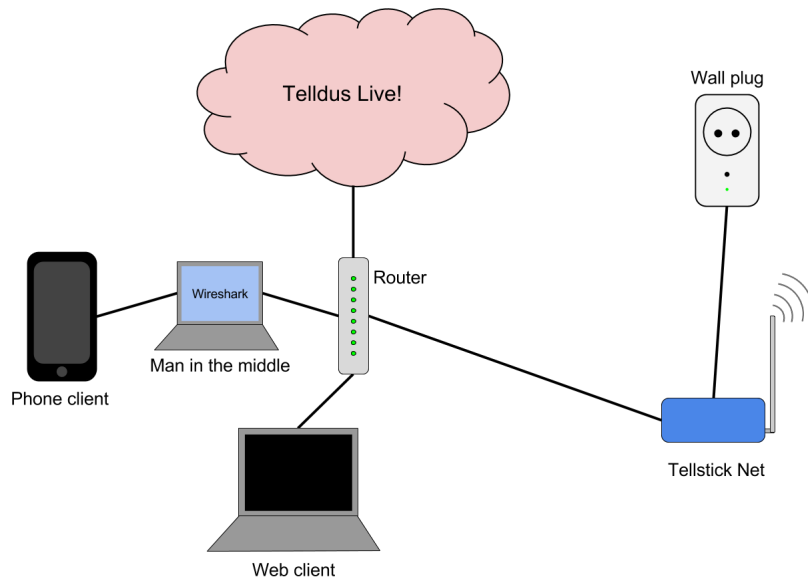 Telldus Live!
Wall plug
Router
Wireshark
Man in the middle
Phone client
Tellstick Net
Web client